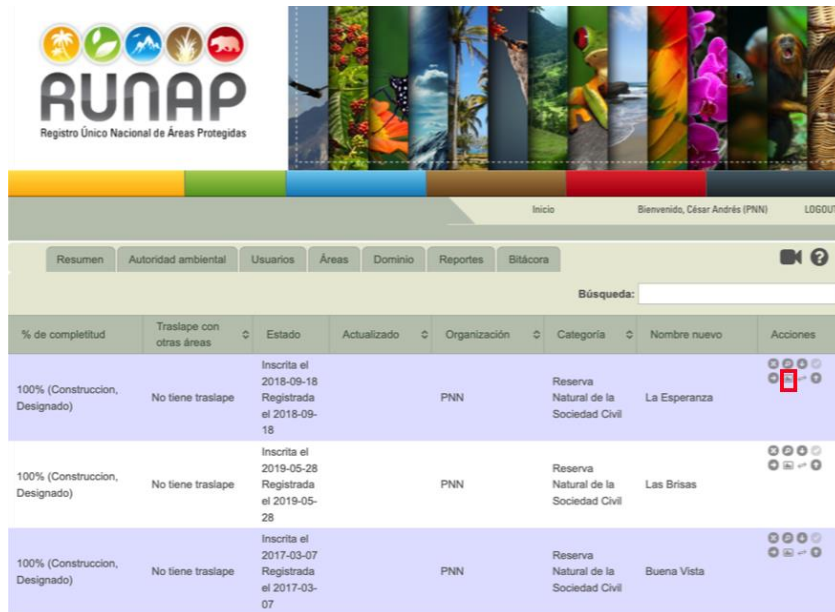 RUNAP
Registro Único Nacional de Áreas Protegidas
Inicio Bienvenido, César Andrés (PNN) LOGOUT
Resumen Autoridad ambiental Usuarios Áreas Dominio Reportes Bitácora
Búsqueda:
% de completitud Traslape con otras áreas Estado Actualizado Organización Categoría Nombre nuevo Acciones
100% (Construccion,
Designado)
No tiene traslape
Inscrita el
2018-09-18
Registrada
el 2018-09-
18
PNN
Reserva
Natural de la
Sociedad Civil
La Esperanza
100% (Construccion,
Designado)
No tiene traslape
Inscrita el
2019-05-28
Registrada
el 2019-05-
28
PNN
Reserva
Natural de la
Sociedad Civil
Las Brisas
100% (Construccion,
Designado)
No tiene traslape
Inscrita el
2017-03-07
Registrada
el 2017-03-
07
PNN
Reserva
Natural de la
Sociedad Civil
Buena Vista